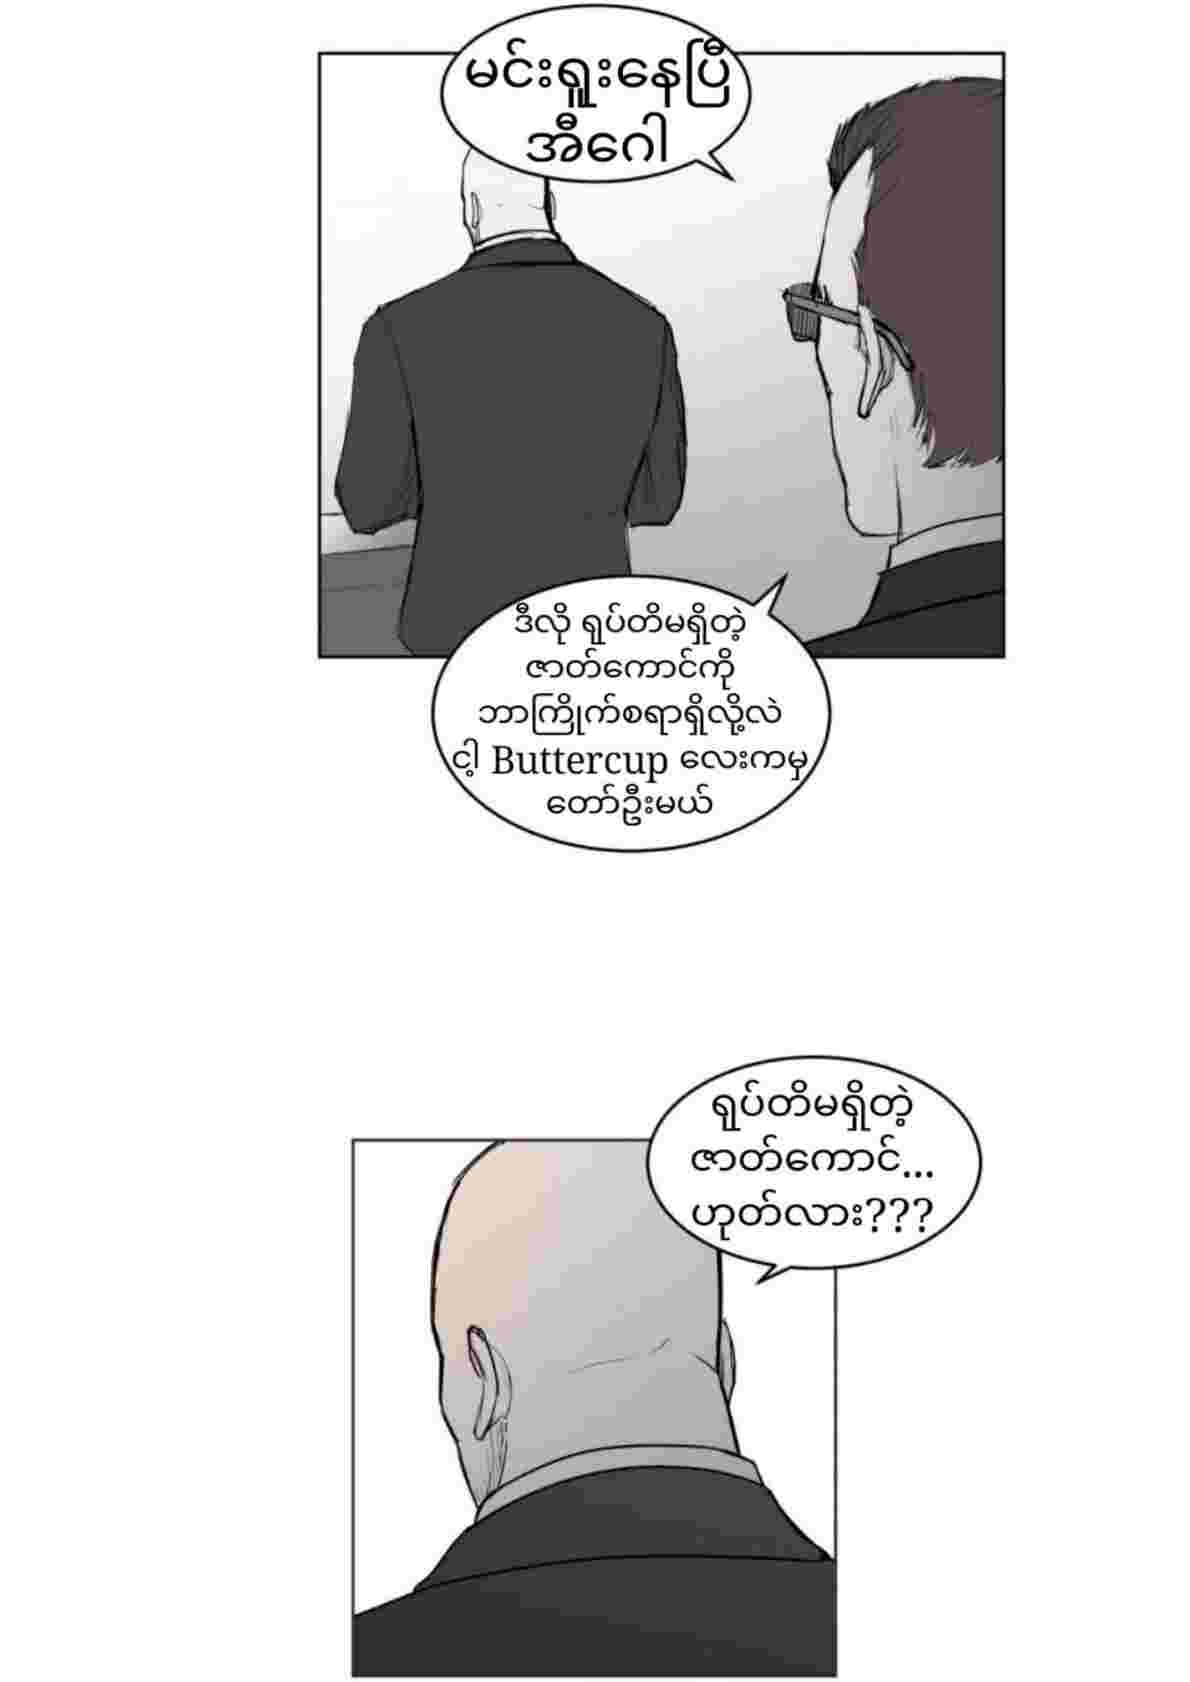 မင်းရူးနေပြီ
အီဂေါ
ဒီလို ရုပ်တိမရှိတဲ့
ဇာတ်ကောင်ကို
ဘာကြိုက်စရာရှိလို့လဲ
ငါ့ Buttercup လေးကမှ
တော်ဦးမယ်
ရုပ်တိမရှိတဲ့
ဇာတ်ကောင်...
ဟုတ်လား???